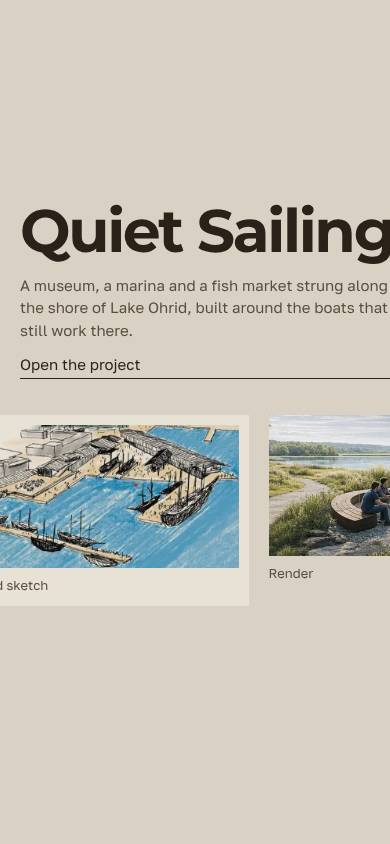 Quiet Sailing
A museum, a marina and a fish market strung along
the shore of Lake Ohrid, built around the boats that
still work there.
Open the project
sketch
Render